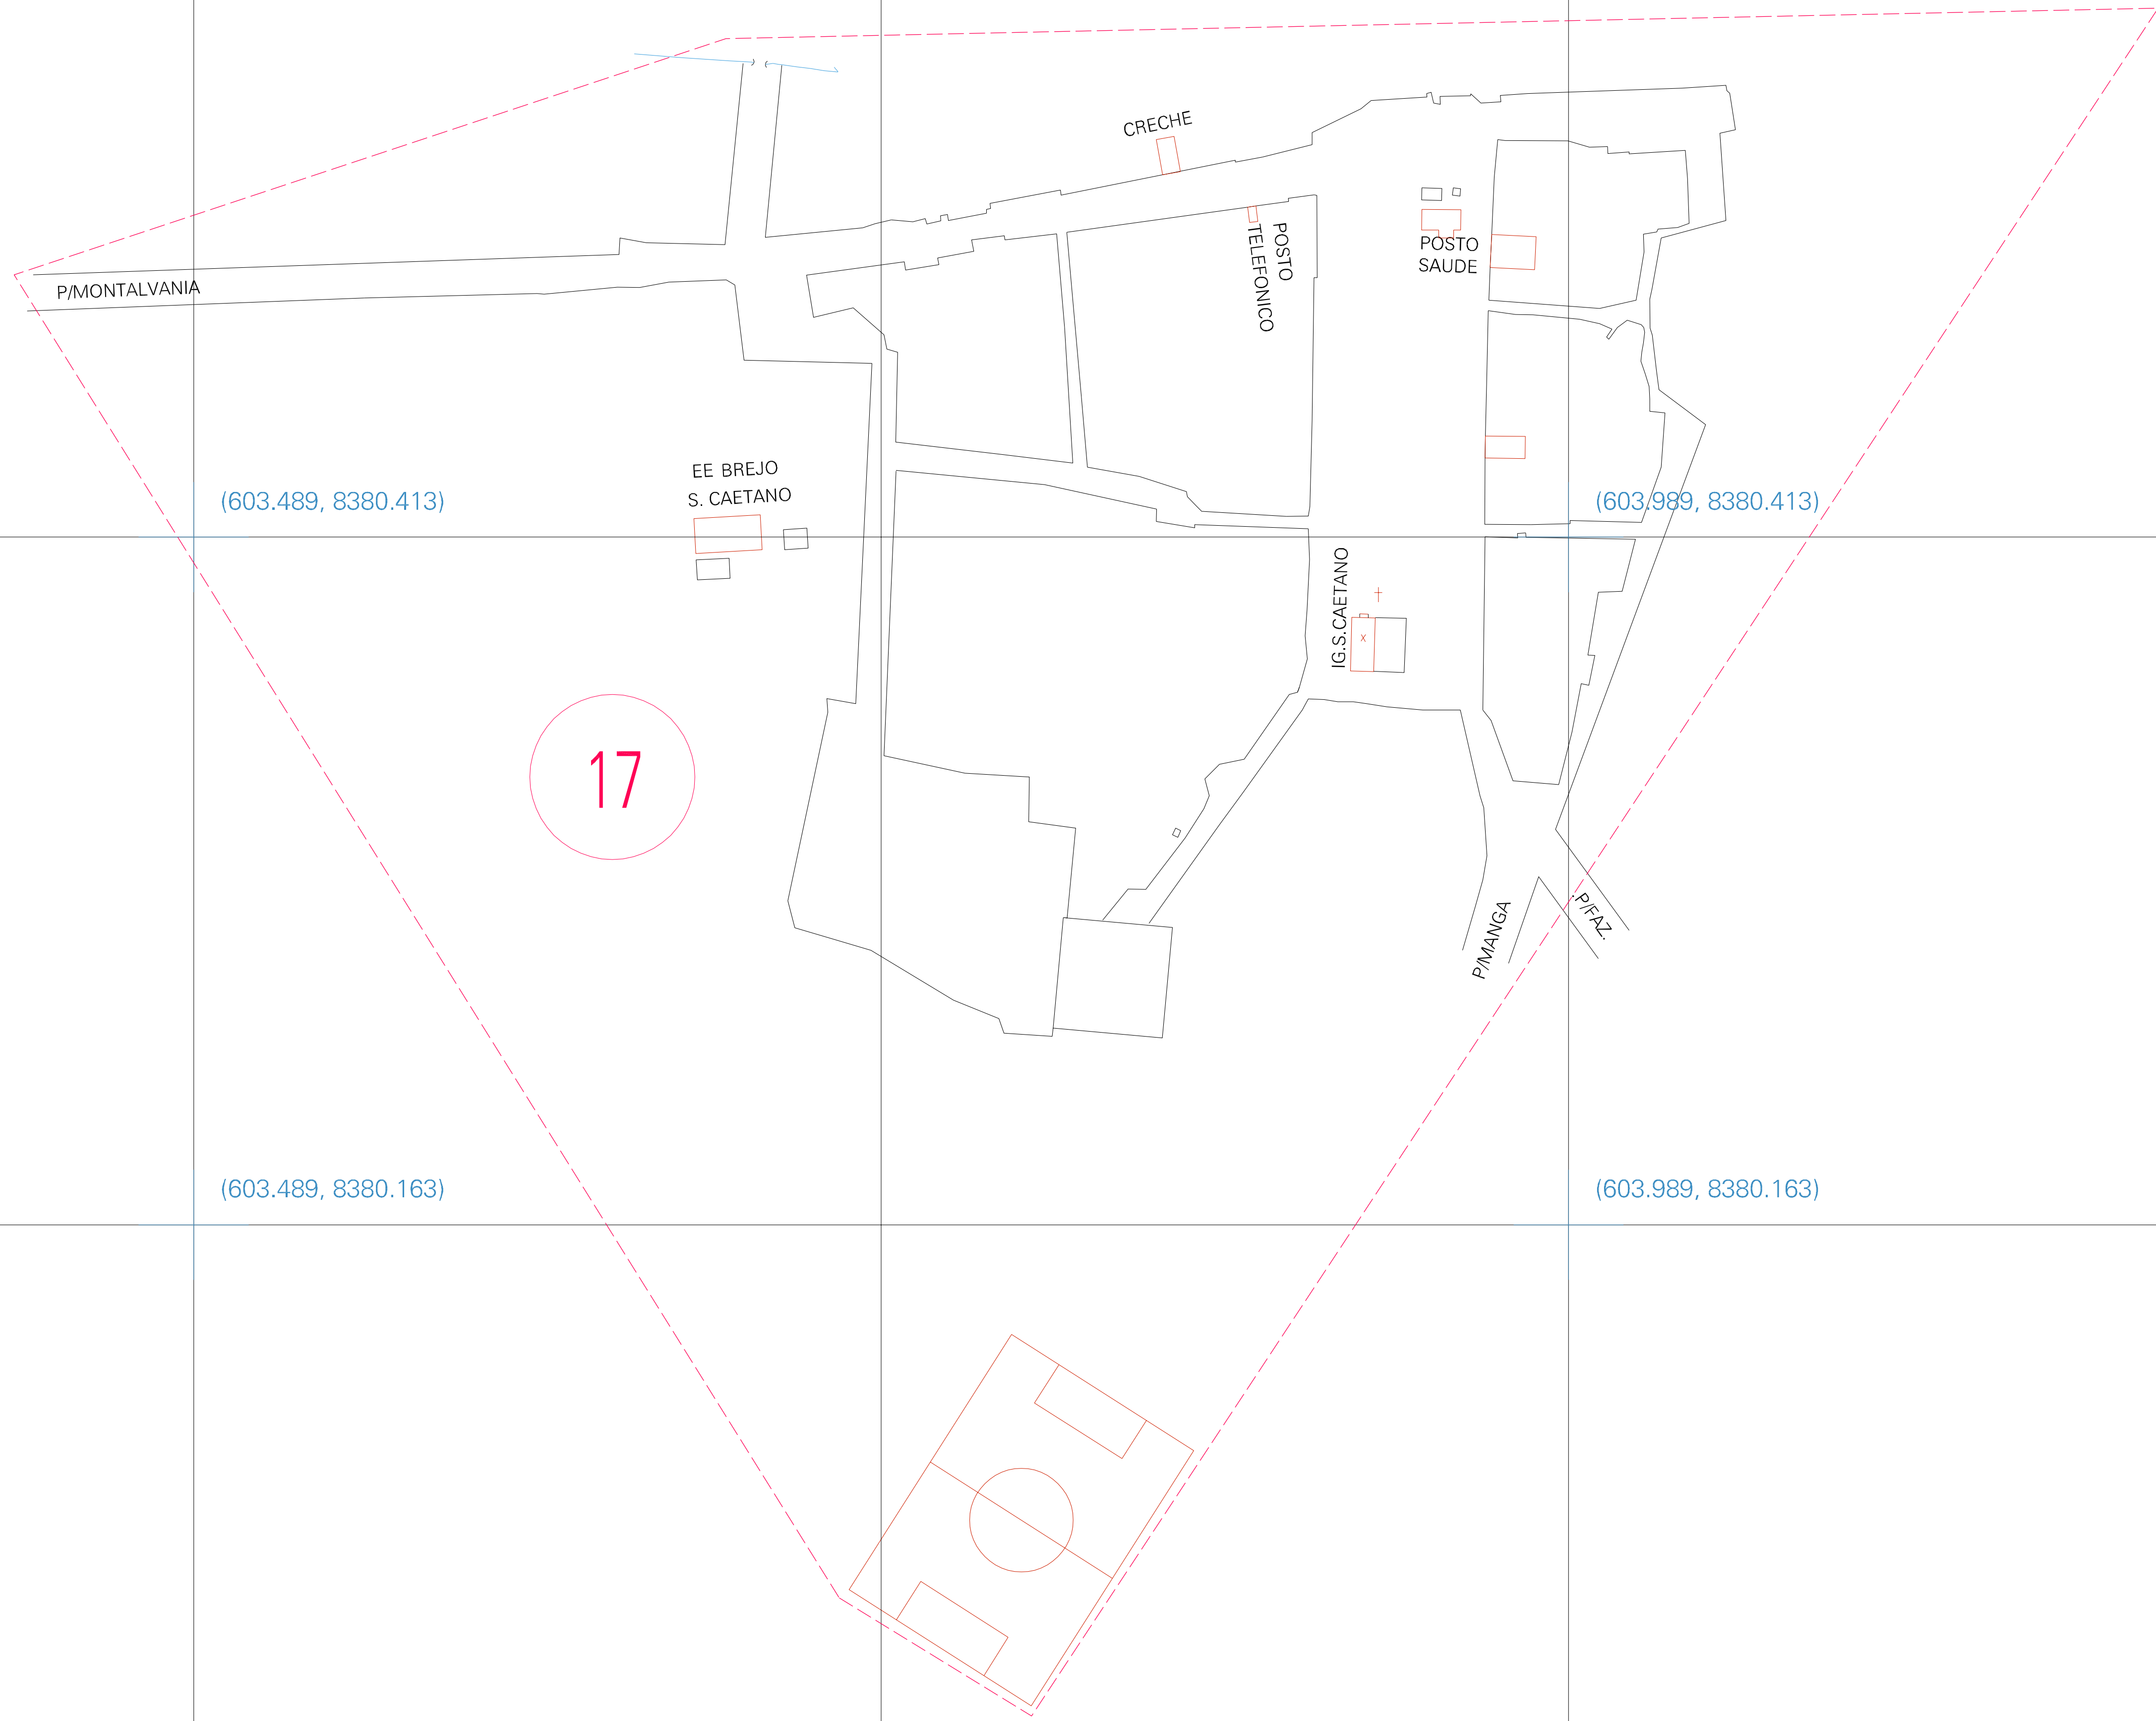 CRECHE
P/MONTALVANIA
POSTO
TELEFONICO
POSTO
SAUDE
EE BREJO
S. CAETANO
(603.489, 8380.413)
(603.989, 8380.413)
IG.S.CAETANO
X
17
P/MANGA
P/FAZ.
(603.489, 8380.163)
(603.989, 8380.163)